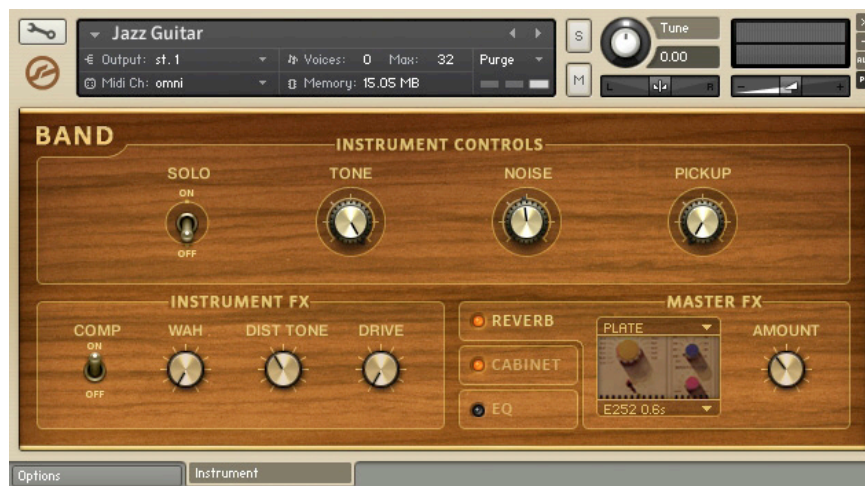 Jazz Guitar
Output: st. 1
Voices: 0 Max: 32 Purge
Midi Ch: omni
Memory: 15.05 MB
S
M
Tune
0.00
L R
- +
AU
BAND
INSTRUMENT CONTROLS
SOLO TONE NOISE PICKUP
ON
OFF
INSTRUMENT FX
COMP WAH DIST TONE DRIVE
ON
OFF
REVERB
CABINET
EQ
MASTER FX
PLATE
AMOUNT
E252 0.6s
Options
Instrument